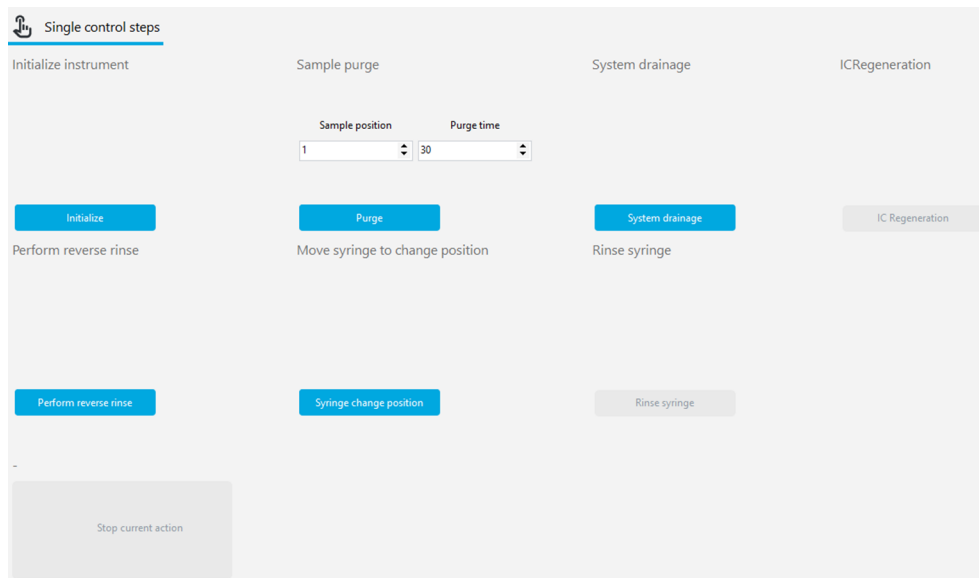 Single control steps
Initialize instrument
Sample purge
System drainage
ICRegeneration
Sample position
Purge time
1
30
Initialize
Purge
System drainage
IC Regeneration
Perform reverse rinse
Move syringe to change position
Rinse syringe
Perform reverse rinse
Syringe change position
Rinse syringe
-
Stop current action